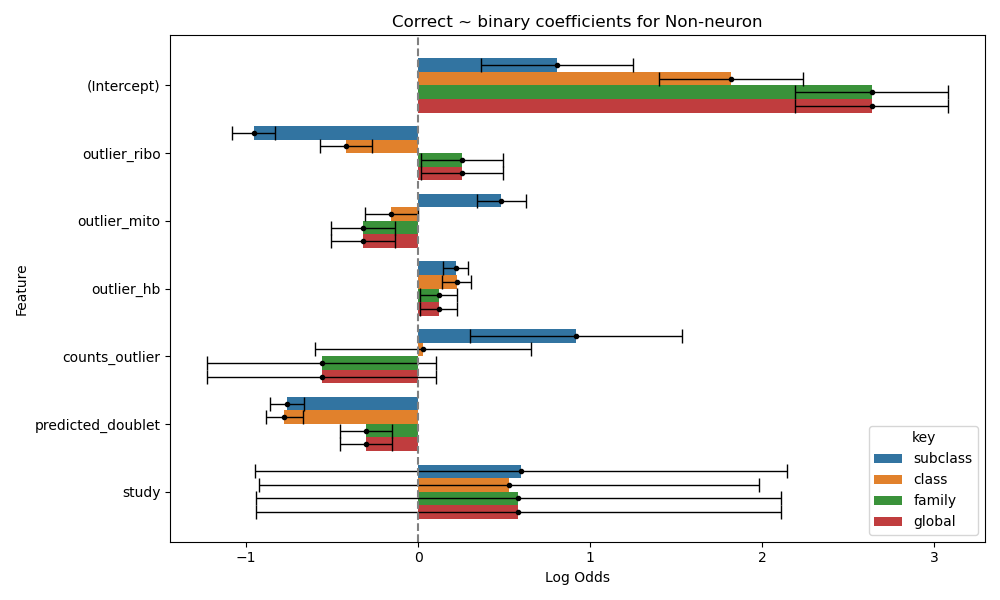 Correct ~ binary coefficients for Non-neuron
Feature
(Intercept)
outlier_ribo
outlier_mito
outlier_hb
counts_outlier
predicted_doublet
study
key
subclass
class
family
global
−1
0
1
2
3
Log Odds